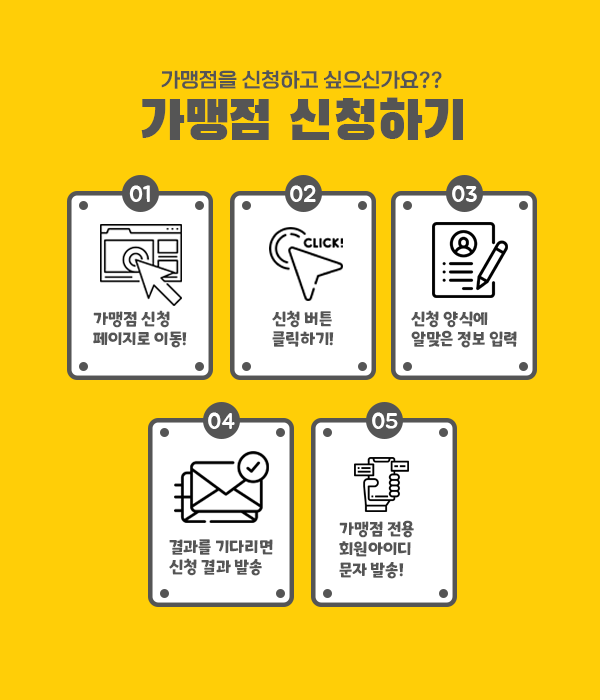 가맹점을 신청하고 싶으신가요??
가맹점 신청하기
01
가맹점 신청
페이지로 이동!
02
CLICK!
신청 버튼
클릭하기!
03
신청 양식에
알맞은 정보 입력
04
결과를 기다리면
신청 결과 발송
05
가맹점 전용
회원아이디
문자 발송!